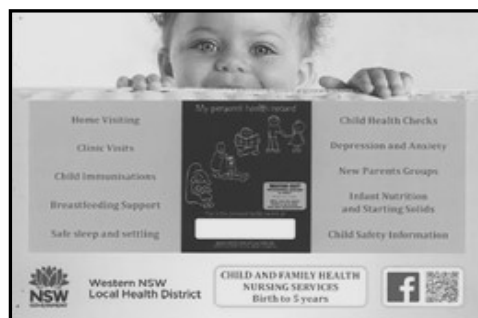 Home Visiting
Clinic Visits
Child Immunisations
Breastfeeding Support
Safe sleep and settling
My personal health record
Child Health Checks
Depression and Anxiety
New Parents Groups
Infant Nutrition
and Starting Solids
Child Safety Information
NSW
GOVERNMENT
Western NSW
Local Health District
CHILD AND FAMILY HEALTH
NURSING SERVICES
Birth to 5 years
f